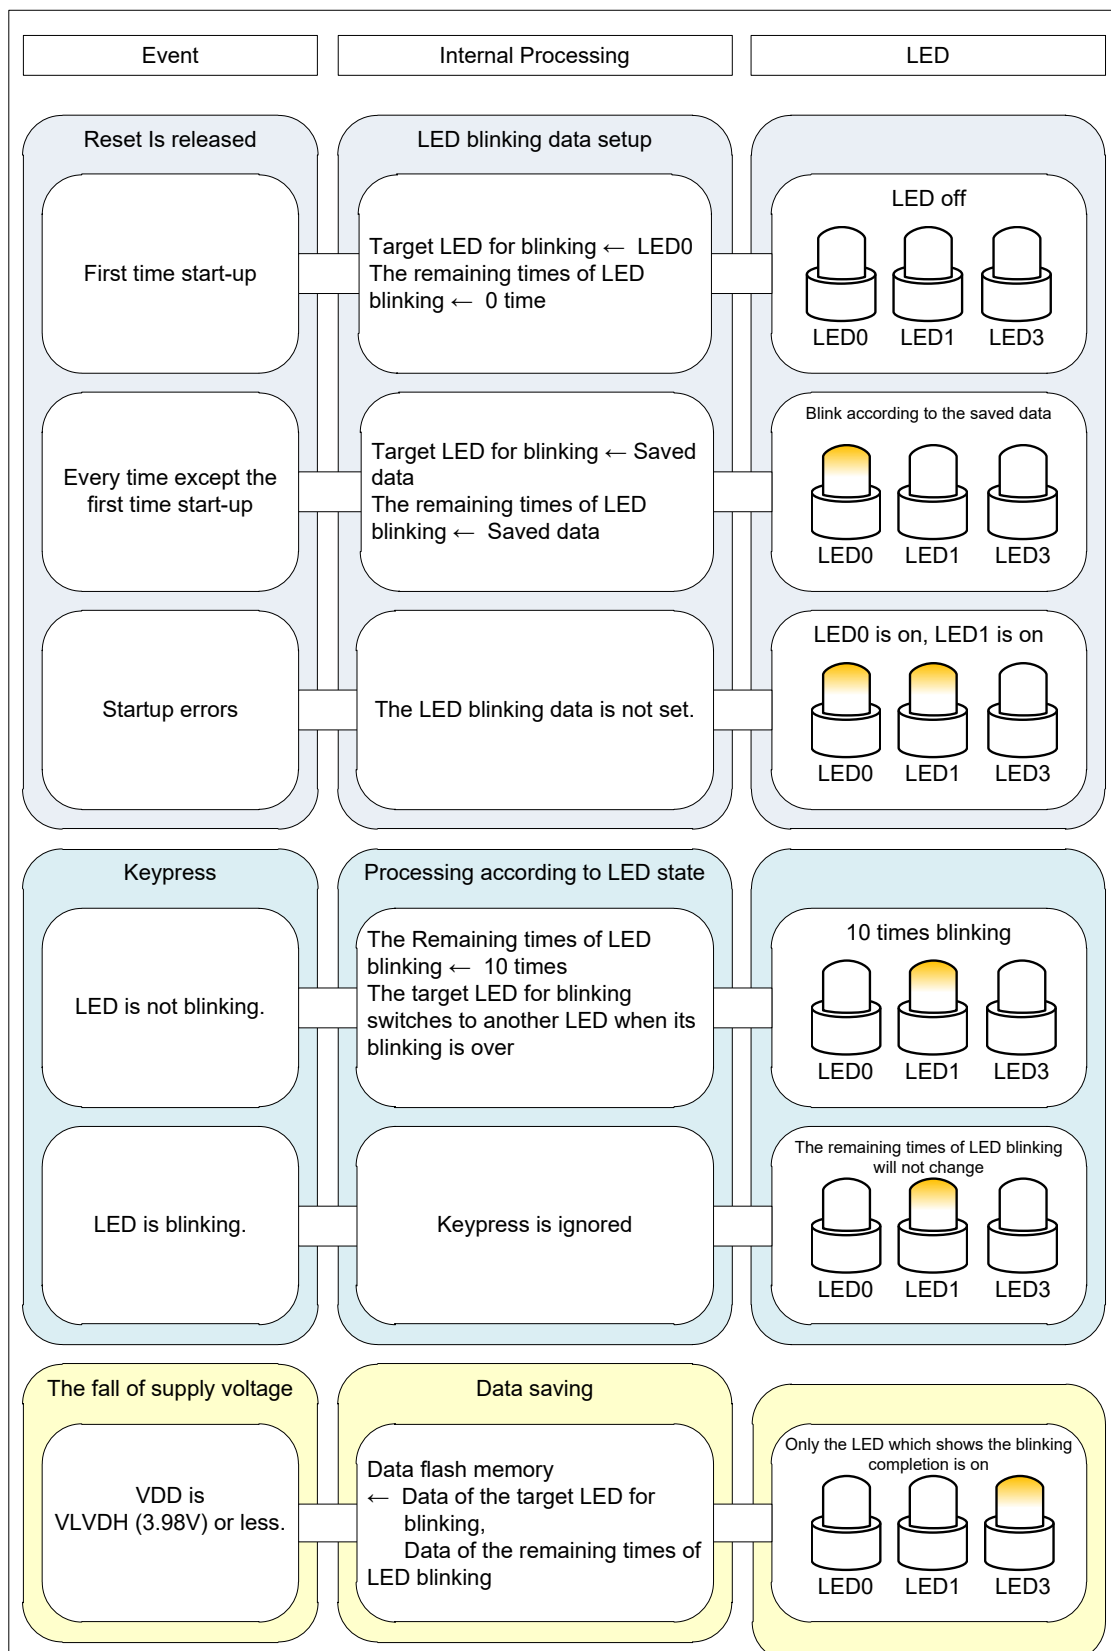 Event
Internal Processing
LED
Reset Is released
LED blinking data setup
First time start-up
Target LED for blinking ← LED0
The remaining times of LED
blinking ← 0 time
LED off
LED0 LED1 LED3
Every time except the
first time start-up
Target LED for blinking ← Saved
data
The remaining times of LED
blinking ← Saved data
Blink according to the saved data
LED0 LED1 LED3
Startup errors
The LED blinking data is not set.
LED0 is on, LED1 is on
LED0 LED1 LED3
Keypress
Processing according to LED state
LED is not blinking.
The Remaining times of LED
blinking ← 10 times
The target LED for blinking
switches to another LED when its
blinking is over
10 times blinking
LED0 LED1 LED3
LED is blinking.
Keypress is ignored
The remaining times of LED blinking
will not change
LED0 LED1 LED3
The fall of supply voltage
Data saving
VDD is
VLVDH (3.98V) or less.
Data flash memory
← Data of the target LED for
blinking,
Data of the remaining times of
LED blinking
Only the LED which shows the blinking
completion is on
LED0 LED1 LED3